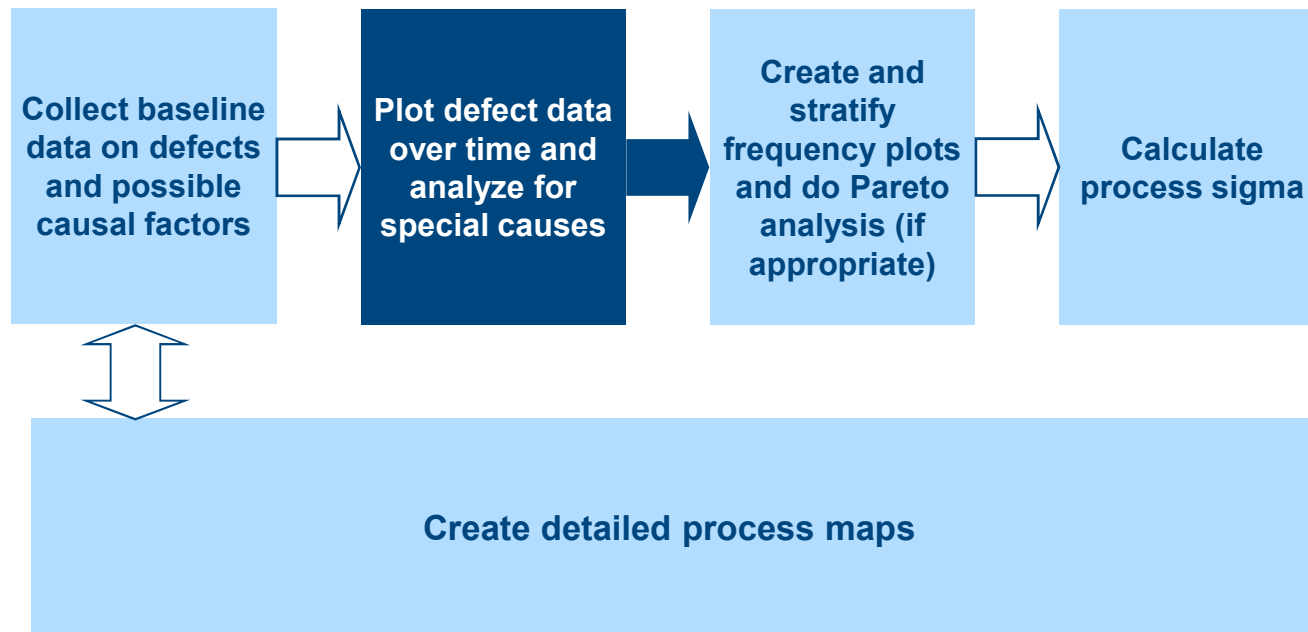 Collect baseline
data on defects
and possible
causal factors
Plot defect data
over time and
analyze for
special causes
Create and
stratify
frequency plots
and do Pareto
analysis (if
appropriate)
Calculate
process sigma
Create detailed process maps